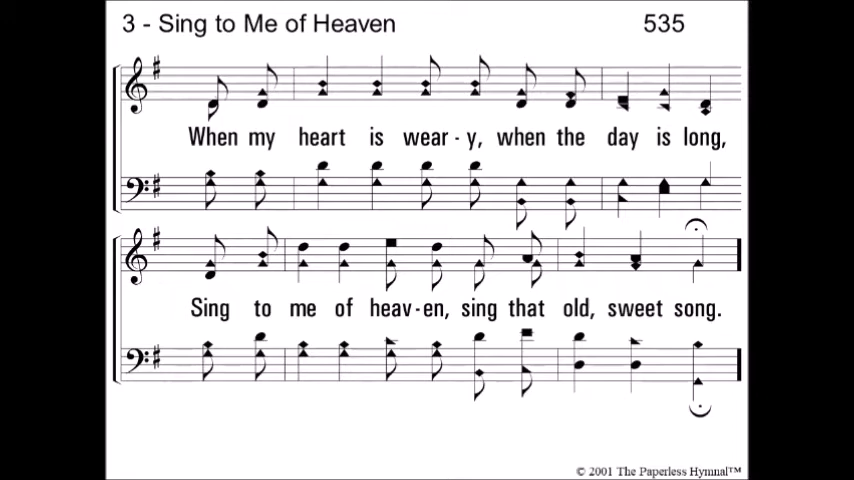 3 - Sing to Me of Heaven 535
When my heart is wear - y, when the day is long,
Sing to me of heav - en, sing that old, sweet song.
© 2001 The Paperless Hymnal™